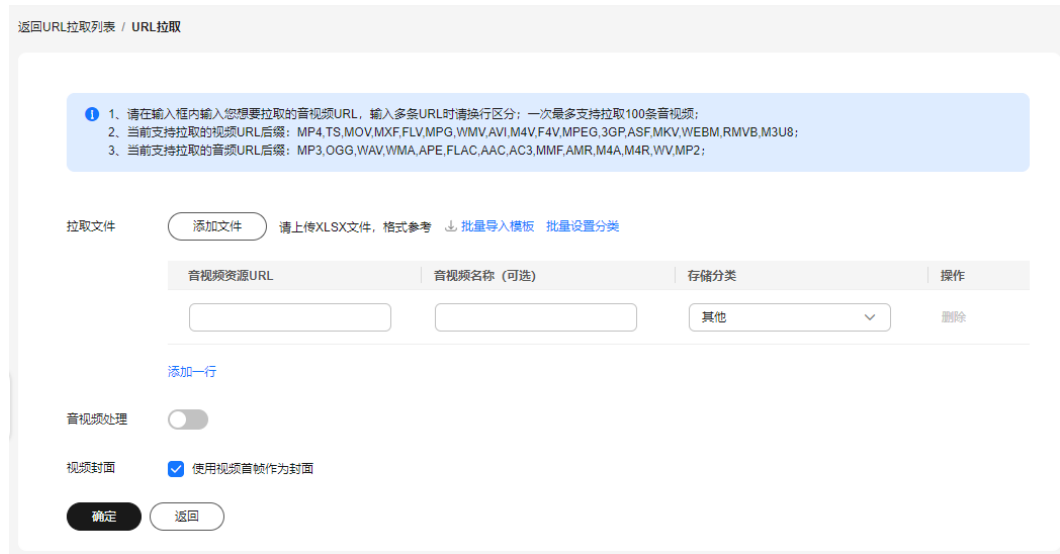 返回URL拉取列表 / URL拉取
1、请在输入框内输入您想要拉取的音视频URL，输入多条URL时请换行区分；一次最多支持拉取100条音视频;
2、当前支持拉取的视频URL后缀：MP4,TS,MOV,MXF,FLV,MPG,WMV,AVI,M4V,F4V,MPEG,3GP,ASF,MKV,WEBM,RMVB,M3U8;
3、当前支持拉取的音频URL后缀：MP3,OGG,WAV,WMA,APE,FLAC,AAC,AC3,MMF,AMR,M4A,M4R,WV,MP2;
拉取文件 添加文件 请上传XLSX文件，格式参考 批量导入模板 批量设置分类
音视频资源URL 音视频名称（可选） 存储分类 操作
其他 删除
添加一行
音视频处理
视频封面 使用视频首帧作为封面
确定 返回